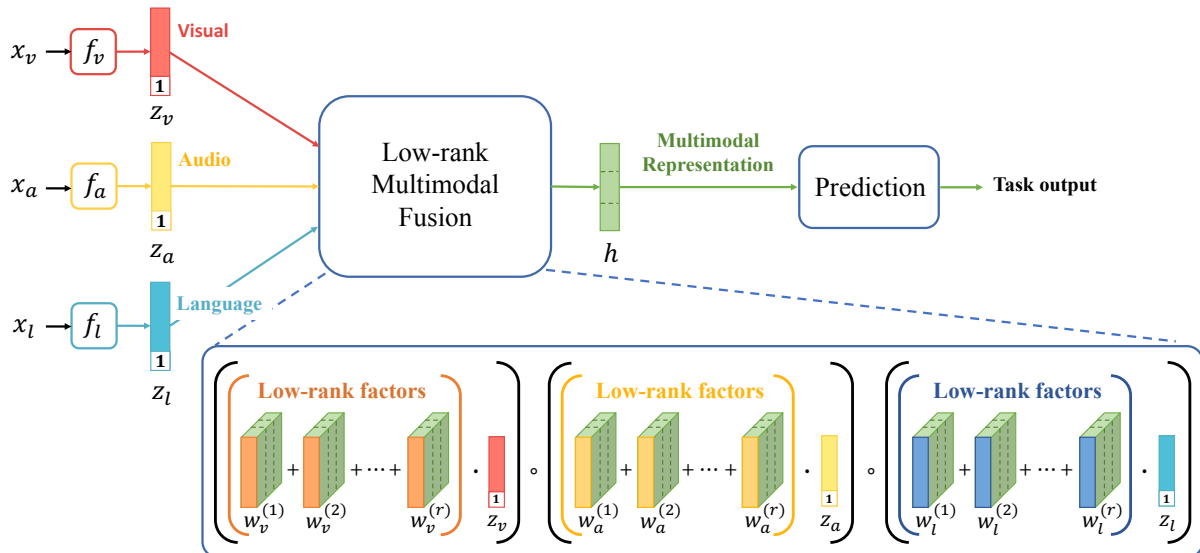 x_v f_v Visual
1
z_v
x_a f_a Audio
1
z_a
x_l f_l Language
1
z_l
Low-rank
Multimodal
Fusion
h
Multimodal
Representation
Prediction
Task output
Low-rank factors
+ + ⋯ + · 1
w_v^(1) w_v^(2) w_v^(r) z_v
∘
Low-rank factors
+ + ⋯ + · 1
w_a^(1) w_a^(2) w_a^(r) z_a
∘
Low-rank factors
+ + ⋯ + · 1
w_l^(1) w_l^(2) w_l^(r) z_l